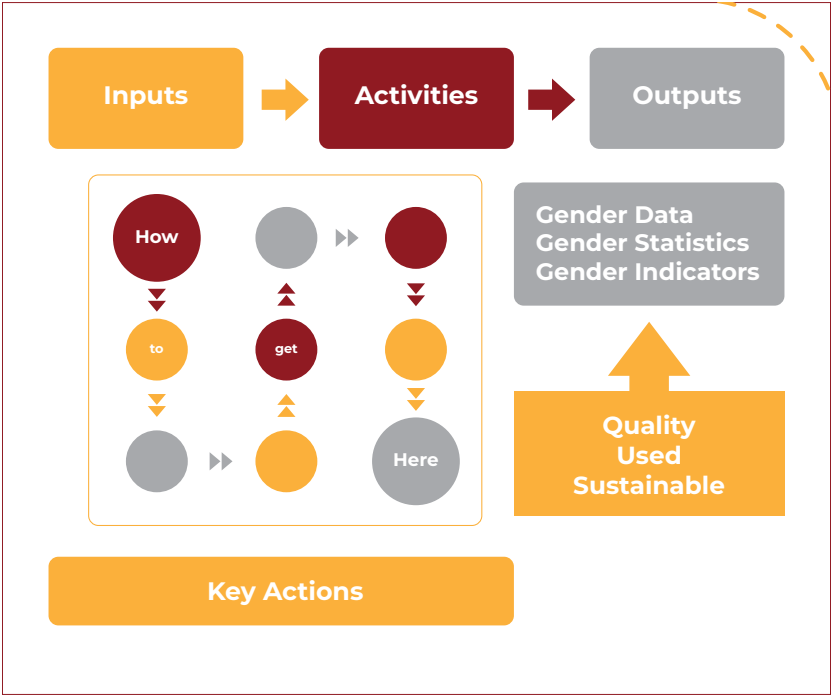 Inputs
Activities
Outputs
How
to
get
Here
Gender Data
Gender Statistics
Gender Indicators
Quality
Used
Sustainable
Key Actions